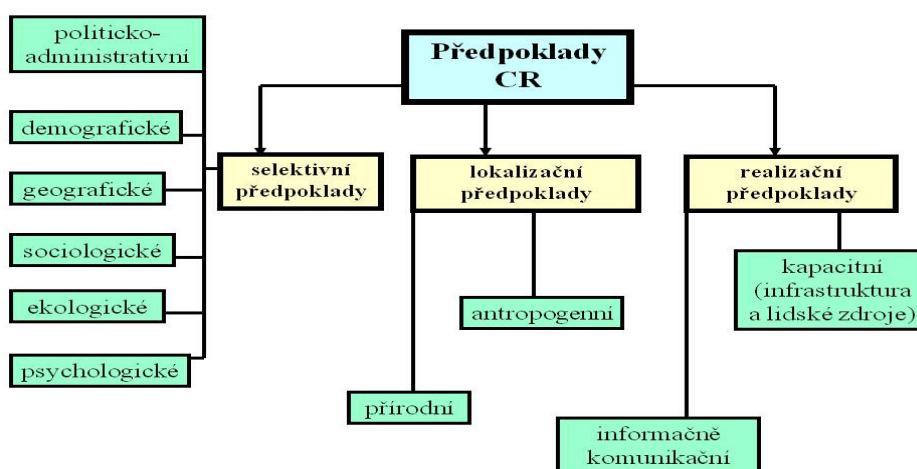 Předpoklady
CR
politicko-
administrativní
demografické
geografické
sociologické
ekologické
psychologické
selektivní
předpoklady
lokalizační
předpoklady
realizační
předpoklady
antropogenní
přírodní
kapacitní
(infrastruktura
a lidské zdroje)
informačně
komunikační